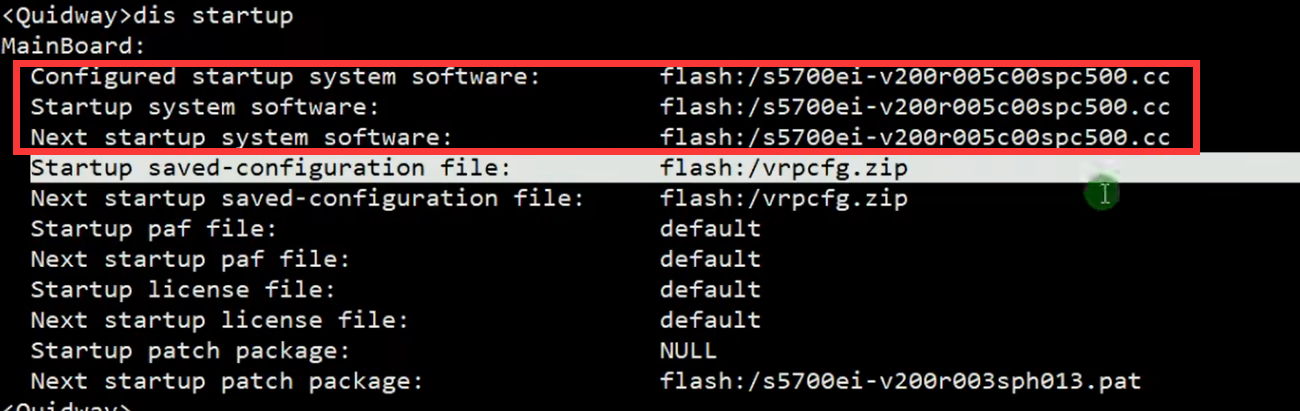 <Quidway>dis startup
MainBoard:
Configured startup system software: flash:/s5700ei-v200r005c00spc500.cc
Startup system software: flash:/s5700ei-v200r005c00spc500.cc
Next startup system software: flash:/s5700ei-v200r005c00spc500.cc
Startup saved-configuration file: flash:/vrpcfg.zip
Next startup saved-configuration file: flash:/vrpcfg.zip
Startup paf file: default
Next startup paf file: default
Startup license file: default
Next startup license file: default
Startup patch package: NULL
Next startup patch package: flash:/s5700ei-v200r003sph013.pat
<Quidway>